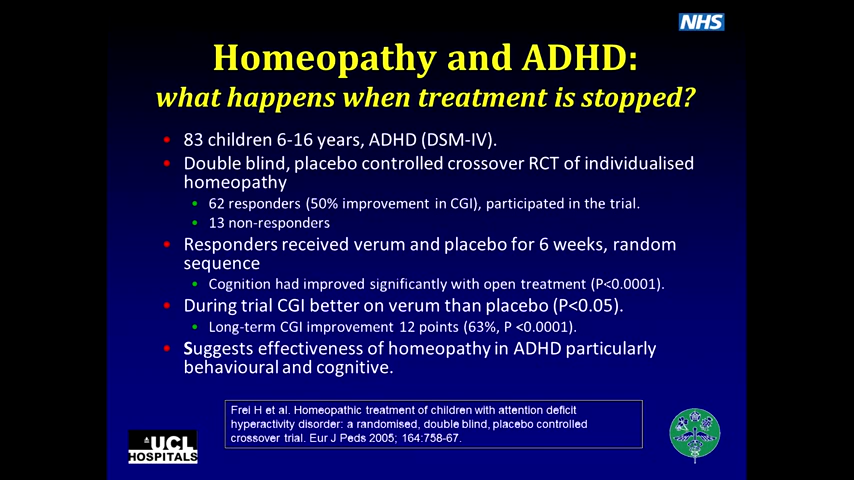 NHS
Homeopathy and ADHD:
what happens when treatment is stopped?
• 83 children 6-16 years, ADHD (DSM-IV).
• Double blind, placebo controlled crossover RCT of individualised
homeopathy
• 62 responders (50% improvement in CGI), participated in the trial.
• 13 non-responders
• Responders received verum and placebo for 6 weeks, random
sequence
• Cognition had improved significantly with open treatment (P<0.0001).
• During trial CGI better on verum than placebo (P<0.05).
• Long-term CGI improvement 12 points (63%, P <0.0001).
• Suggests effectiveness of homeopathy in ADHD particularly
behavioural and cognitive.
Frei H et al. Homeopathic treatment of children with attention deficit
hyperactivity disorder: a randomised, double blind, placebo controlled
crossover trial. Eur J Peds 2005; 164:758-67.
UCL
HOSPITALS